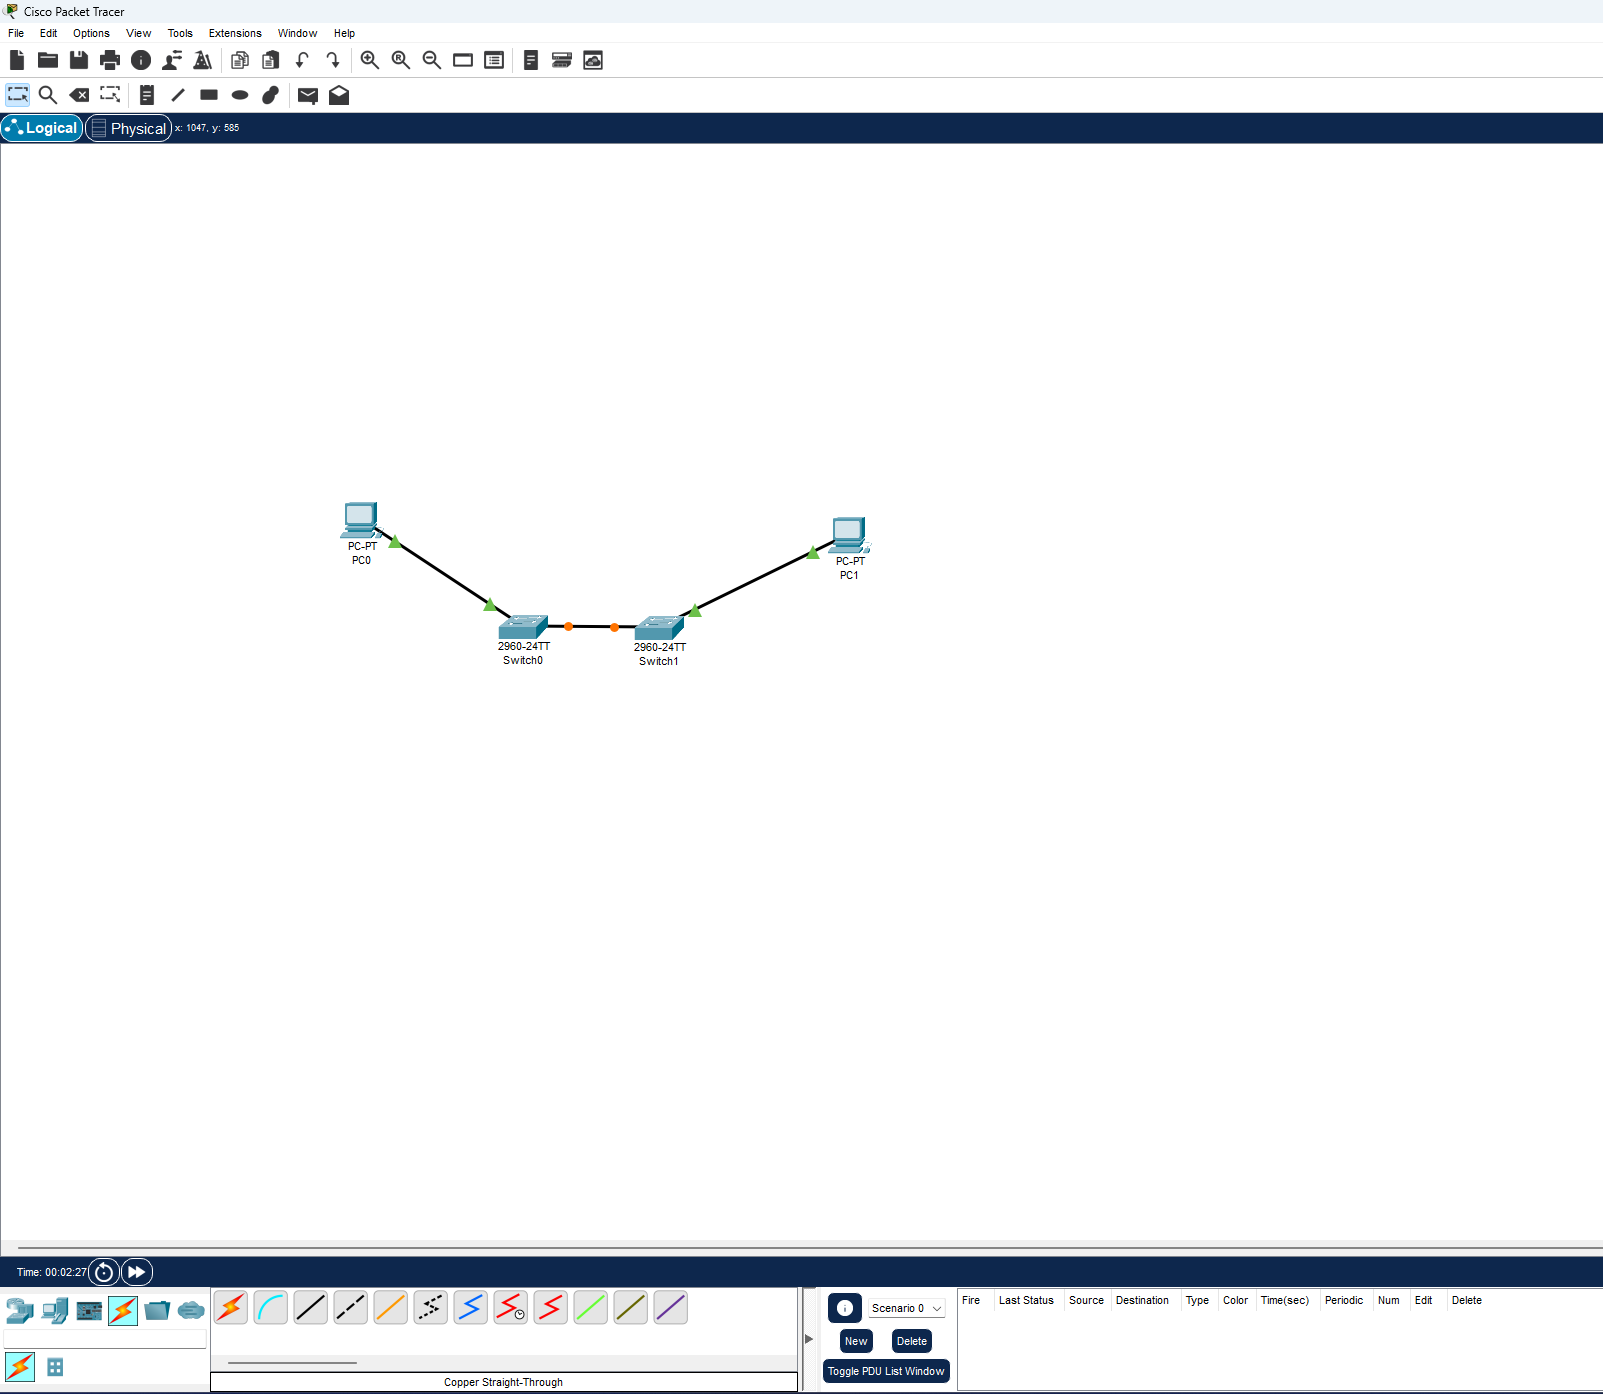 Cisco Packet Tracer
File Edit Options View Tools Extensions Window Help
Logical Physical x: 1047, y: 585
PC-PT
PC0
PC-PT
PC1
2960-24TT
Switch0
2960-24TT
Switch1
Time: 00:02:27
Scenario 0
New Delete
Toggle PDU List Window
Fire Last Status Source Destination Type Color Time(sec) Periodic Num Edit Delete
Copper Straight-Through